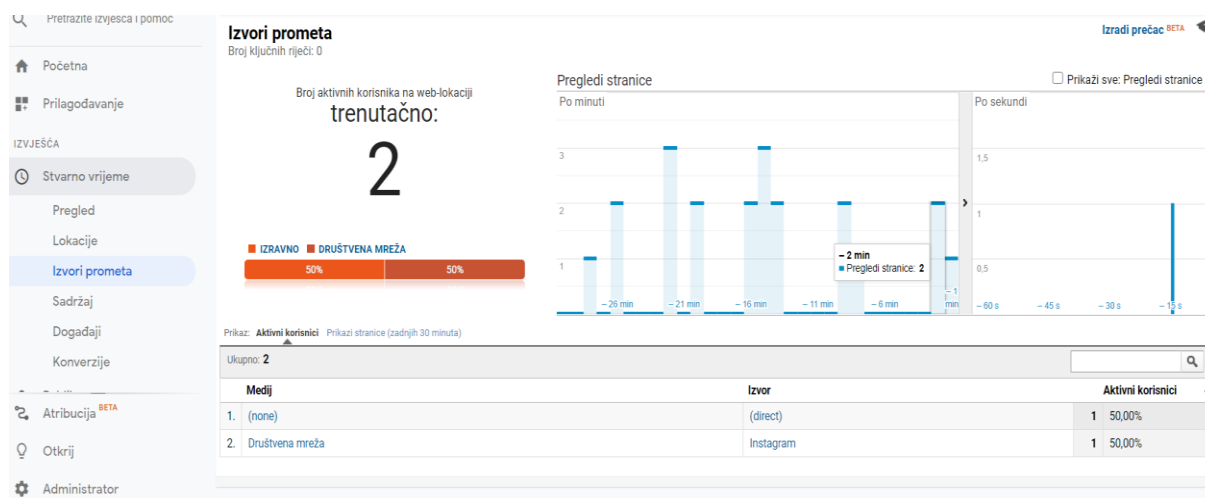 Pretražite izvješća i pomoć
Početna
Prilagođavanje
IZVJEŠĆA
Stvarno vrijeme
Pregled
Lokacije
Izvori prometa
Sadržaj
Događaji
Konverzije
Atribucija BETA
Otkrij
Administrator
Izvori prometa
Broj ključnih riječi: 0
Izradi prečac BETA
Broj aktivnih korisnika na web-lokaciji
trenutačno:
2
IZRAVNO DRUŠTVENA MREŽA
50% 50%
Pregledi stranice
Prikaži sve: Pregledi stranice
Po minuti
3
2
1
– 26 min – 21 min – 16 min – 11 min – 6 min – 1 min
– 2 min
Pregledi stranice: 2
Po sekundi
1,5
1
0,5
– 60 s – 45 s – 30 s – 15 s
Prikaz: Aktivni korisnici Prikazi stranice (zadnjih 30 minuta)
Ukupno: 2
Medij Izvor Aktivni korisnici
1. (none) (direct) 1 50,00%
2. Društvena mreža Instagram 1 50,00%